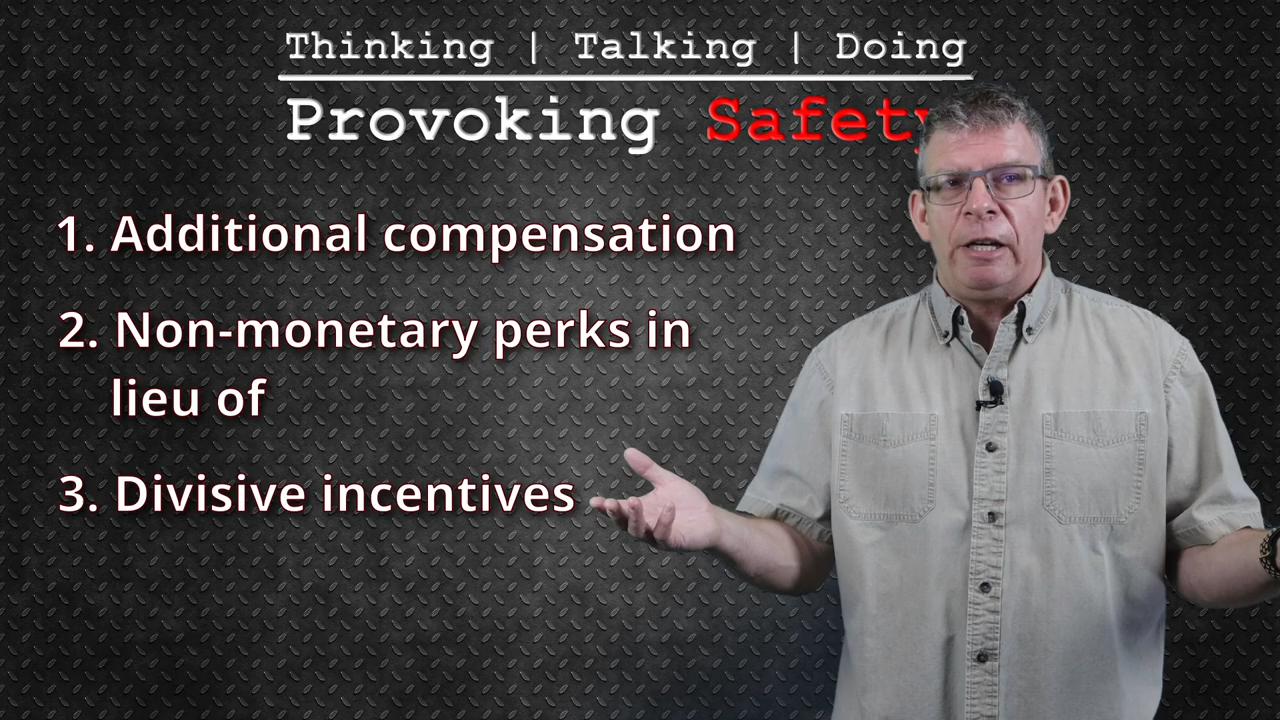 Thinking | Talking | Doing
Provoking Safety
1. Additional compensation
2. Non-monetary perks in
lieu of
3. Divisive incentives